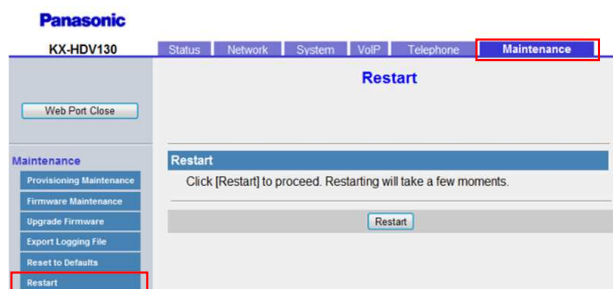 Panasonic
KX-HDV130
Status Network System VoIP Telephone Maintenance
Web Port Close
Restart
Maintenance
Provisioning Maintenance
Firmware Maintenance
Upgrade Firmware
Export Logging File
Reset to Defaults
Restart
Restart
Click [Restart] to proceed. Restarting will take a few moments.
Restart